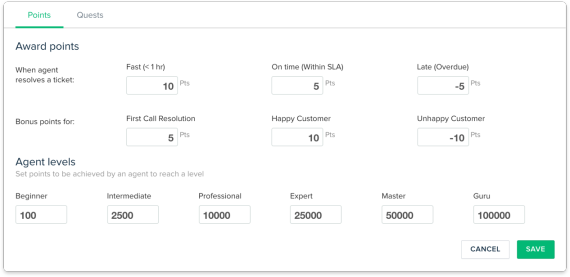 Points Quests
Award points
When agent resolves a ticket:
Fast (< 1 hr) On time (Within SLA) Late (Overdue)
10 Pts 5 Pts -5 Pts
Bonus points for:
First Call Resolution Happy Customer Unhappy Customer
5 Pts 10 Pts -10 Pts
Agent levels
Set points to be achieved by an agent to reach a level
Beginner Intermediate Professional Expert Master Guru
100 2500 10000 25000 50000 100000
CANCEL SAVE